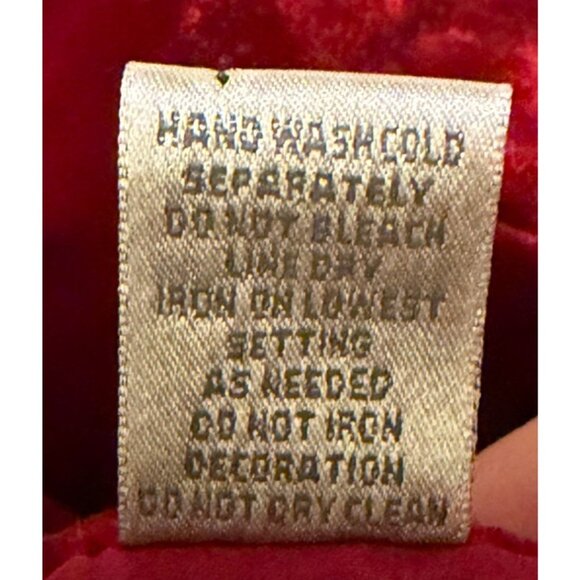 HAND WASH COLD
SEPARATELY
DO NOT BLEACH
LINE DRY
IRON ON LOWEST
SETTING
AS NEEDED
DO NOT IRON
DECORATION
DO NOT DRY CLEAN